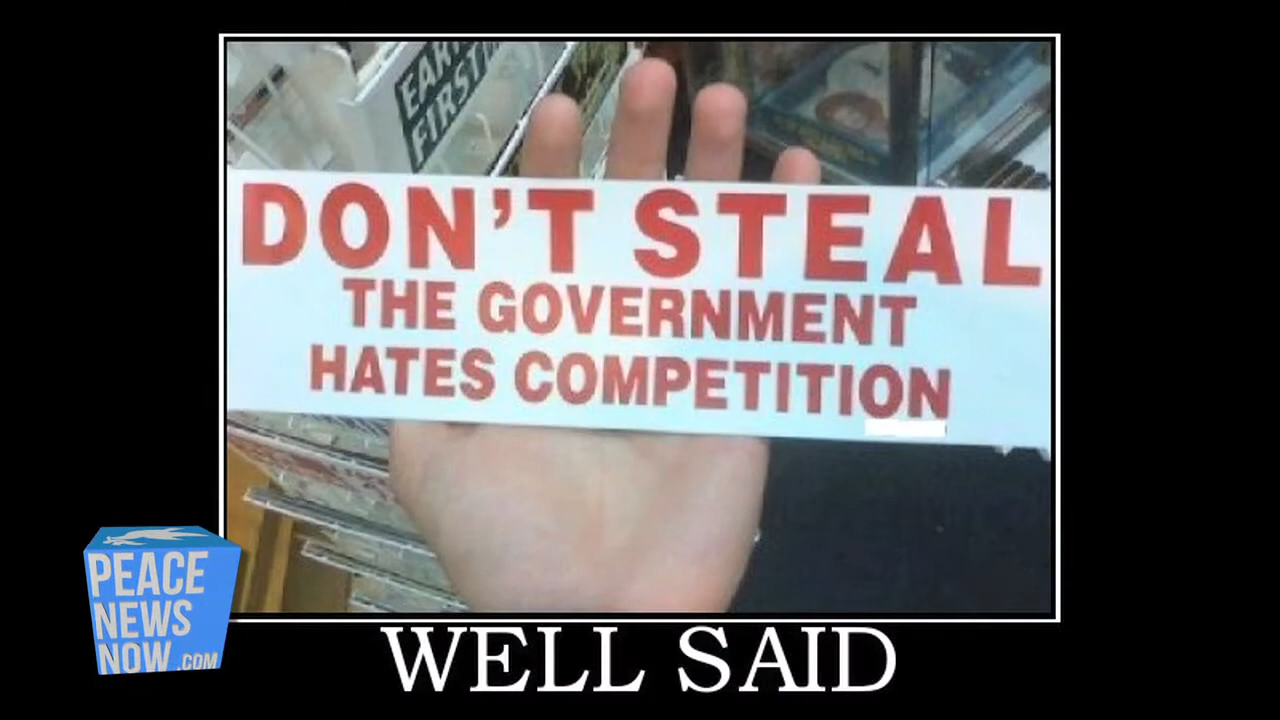 EARTH
FIRST
DON'T STEAL
THE GOVERNMENT
HATES COMPETITION
PEACE
NEWS
NOW.COM
WELL SAID